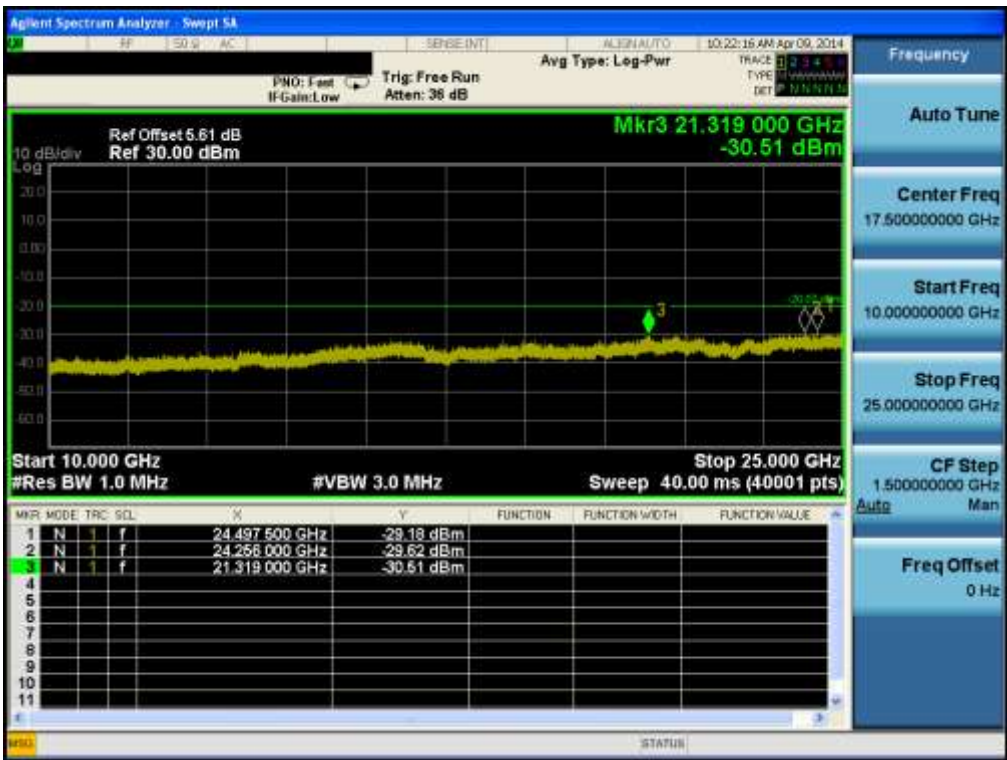 Agilent Spectrum Analyzer - Swept SA
RF 50 Ω AC SENSE:INT ALIGN AUTO 10:22:16 AM Apr 09, 2014
Avg Type: Log-Pwr
TRACE 1 2 3 4 5 6
TYPE
DET P N N N N N
PNO: Fast
IFGain:Low
Trig: Free Run
Atten: 36 dB
Mkr3 21.319 000 GHz
-30.51 dBm
Ref Offset 5.61 dB
10 dB/div Ref 30.00 dBm
Log
20.0
10.0
0.00
-10.0
-20.0
-30.0
-40.0
-50.0
-60.0
3
1
Start 10.000 GHz Stop 25.000 GHz
#Res BW 1.0 MHz #VBW 3.0 MHz Sweep 40.00 ms (40001 pts)
MKR MODE TRC SCL X Y FUNCTION FUNCTION WIDTH FUNCTION VALUE
1 N 1 f 24.497 500 GHz -29.18 dBm
2 N 1 f 24.256 000 GHz -29.62 dBm
3 N 1 f 21.319 000 GHz -30.51 dBm
4
5
6
7
8
9
10
11
MSG STATUS
Frequency
Auto Tune
Center Freq
17.500000000 GHz
Start Freq
10.000000000 GHz
Stop Freq
25.000000000 GHz
CF Step
1.500000000 GHz
Auto Man
Freq Offset
0 Hz